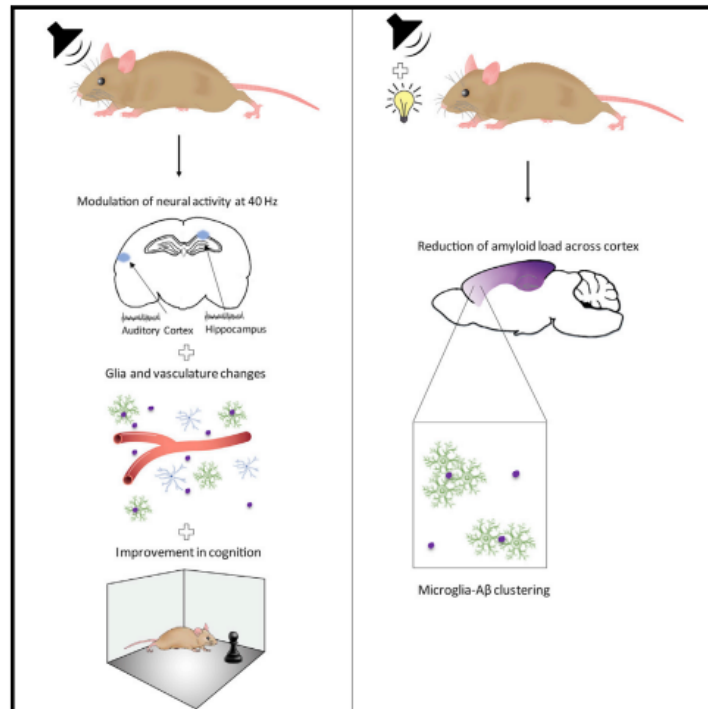 Modulation of neural activity at 40 Hz
Auditory Cortex
Hippocampus
Glia and vasculature changes
Improvement in cognition
Reduction of amyloid load across cortex
Microglia-Aβ clustering